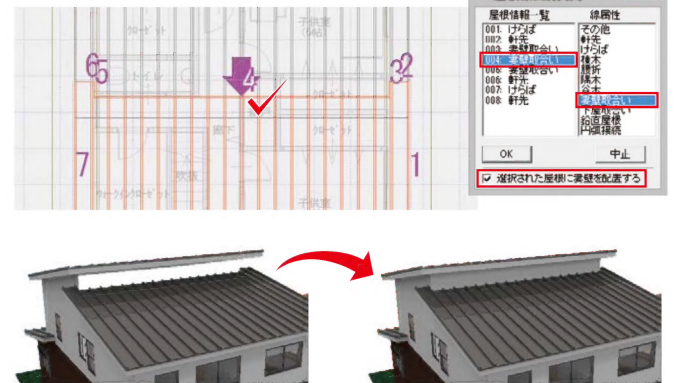 屋根情報一覧 線属性
001: けらば
002: 軒先
003: 妻壁取合い
004: 妻壁取合い
005: 妻壁取合い
006: 軒先
007: けらば
008: 軒先
その他
軒先
けらば
棟木
腰折
隅木
谷木
妻壁取合い
下屋取合い
鉛直屋根
円弧接続
OK 中止
選択された屋根に妻壁を配置する
子供室
(6帖)
クローゼット
トイレ
6
5
4
3
2
廊下
クローゼット
7
1
吹抜
ウォークインクローゼット
子供室